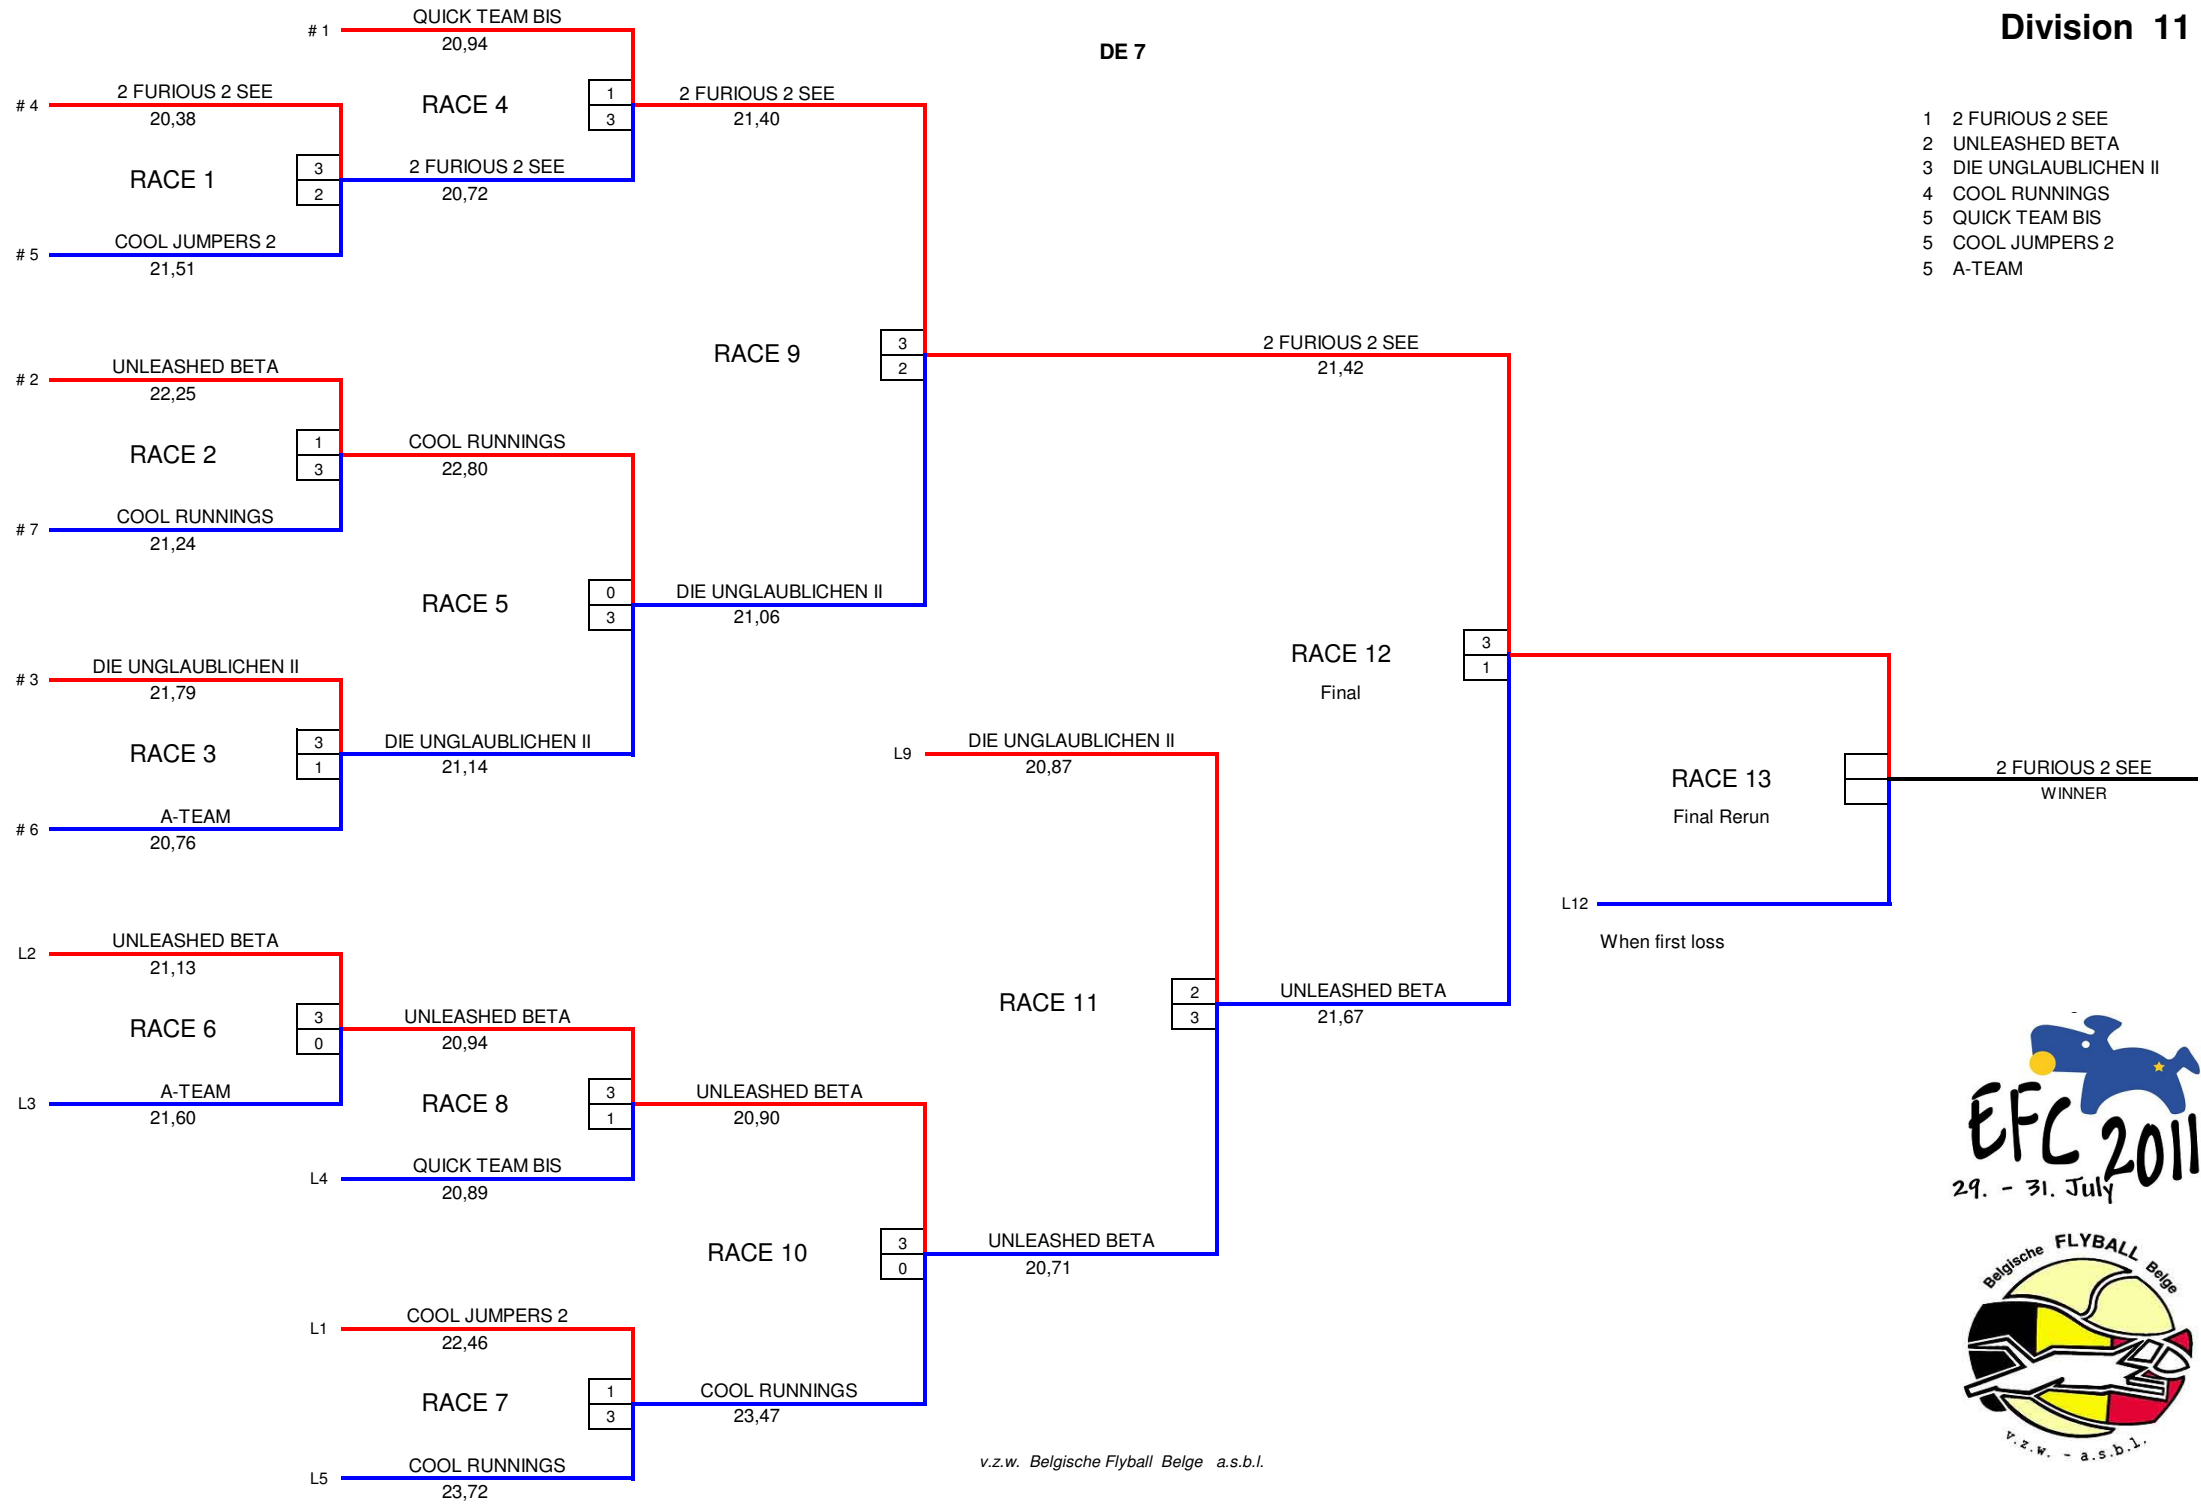 Division 11
DE 7
1 2 FURIOUS 2 SEE
2 UNLEASHED BETA
3 DIE UNGLAUBLICHEN II
4 COOL RUNNINGS
5 QUICK TEAM BIS
5 COOL JUMPERS 2
5 A-TEAM
# 1 QUICK TEAM BIS
20,94
# 4 2 FURIOUS 2 SEE
20,38
RACE 4
1
3
2 FURIOUS 2 SEE
21,40
RACE 1
3
2
2 FURIOUS 2 SEE
20,72
# 5 COOL JUMPERS 2
21,51
RACE 9
3
2
2 FURIOUS 2 SEE
21,42
# 2 UNLEASHED BETA
22,25
RACE 2
1
3
COOL RUNNINGS
22,80
# 7 COOL RUNNINGS
21,24
RACE 5
0
3
DIE UNGLAUBLICHEN II
21,06
# 3 DIE UNGLAUBLICHEN II
21,79
RACE 3
3
1
DIE UNGLAUBLICHEN II
21,14
# 6 A-TEAM
20,76
RACE 12
Final
3
1
L9 DIE UNGLAUBLICHEN II
20,87
RACE 13
Final Rerun
2 FURIOUS 2 SEE
WINNER
L12
When first loss
L2 UNLEASHED BETA
21,13
RACE 6
3
0
UNLEASHED BETA
20,94
L3 A-TEAM
21,60
RACE 8
3
1
UNLEASHED BETA
20,90
L4 QUICK TEAM BIS
20,89
RACE 11
2
3
UNLEASHED BETA
21,67
RACE 10
3
0
UNLEASHED BETA
20,71
L1 COOL JUMPERS 2
22,46
RACE 7
1
3
COOL RUNNINGS
23,47
L5 COOL RUNNINGS
23,72
v.z.w. Belgische Flyball Belge a.s.b.l.
EFC 2011
29. - 31. July
Belgische FLYBALL Belge
v.z.w. - a.s.b.l.